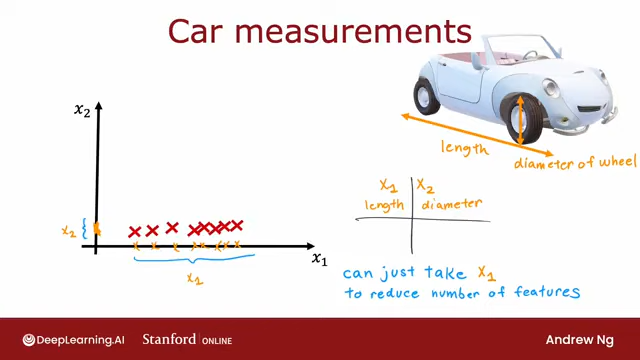 Car measurements
x₂
x₂
x₁
x₁
length
diameter of wheel
x₁ x₂
length diameter
can just take x₁
to reduce number of features
DeepLearning.AI Stanford ONLINE Andrew Ng